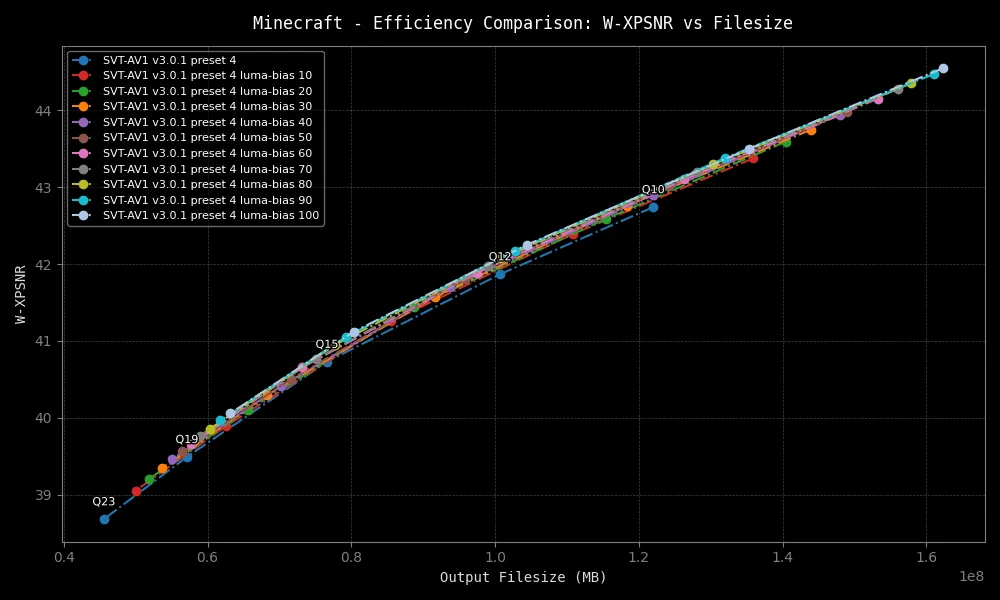 Minecraft - Efficiency Comparison: W-XPSNR vs Filesize
SVT-AV1 v3.0.1 preset 4
SVT-AV1 v3.0.1 preset 4 luma-bias 10
SVT-AV1 v3.0.1 preset 4 luma-bias 20
SVT-AV1 v3.0.1 preset 4 luma-bias 30
SVT-AV1 v3.0.1 preset 4 luma-bias 40
SVT-AV1 v3.0.1 preset 4 luma-bias 50
SVT-AV1 v3.0.1 preset 4 luma-bias 60
SVT-AV1 v3.0.1 preset 4 luma-bias 70
SVT-AV1 v3.0.1 preset 4 luma-bias 80
SVT-AV1 v3.0.1 preset 4 luma-bias 90
SVT-AV1 v3.0.1 preset 4 luma-bias 100
W-XPSNR
44
43
42
41
40
39
Q10
Q12
Q15
Q19
Q23
0.4
0.6
0.8
1.0
1.2
1.4
1.6
1e8
Output Filesize (MB)